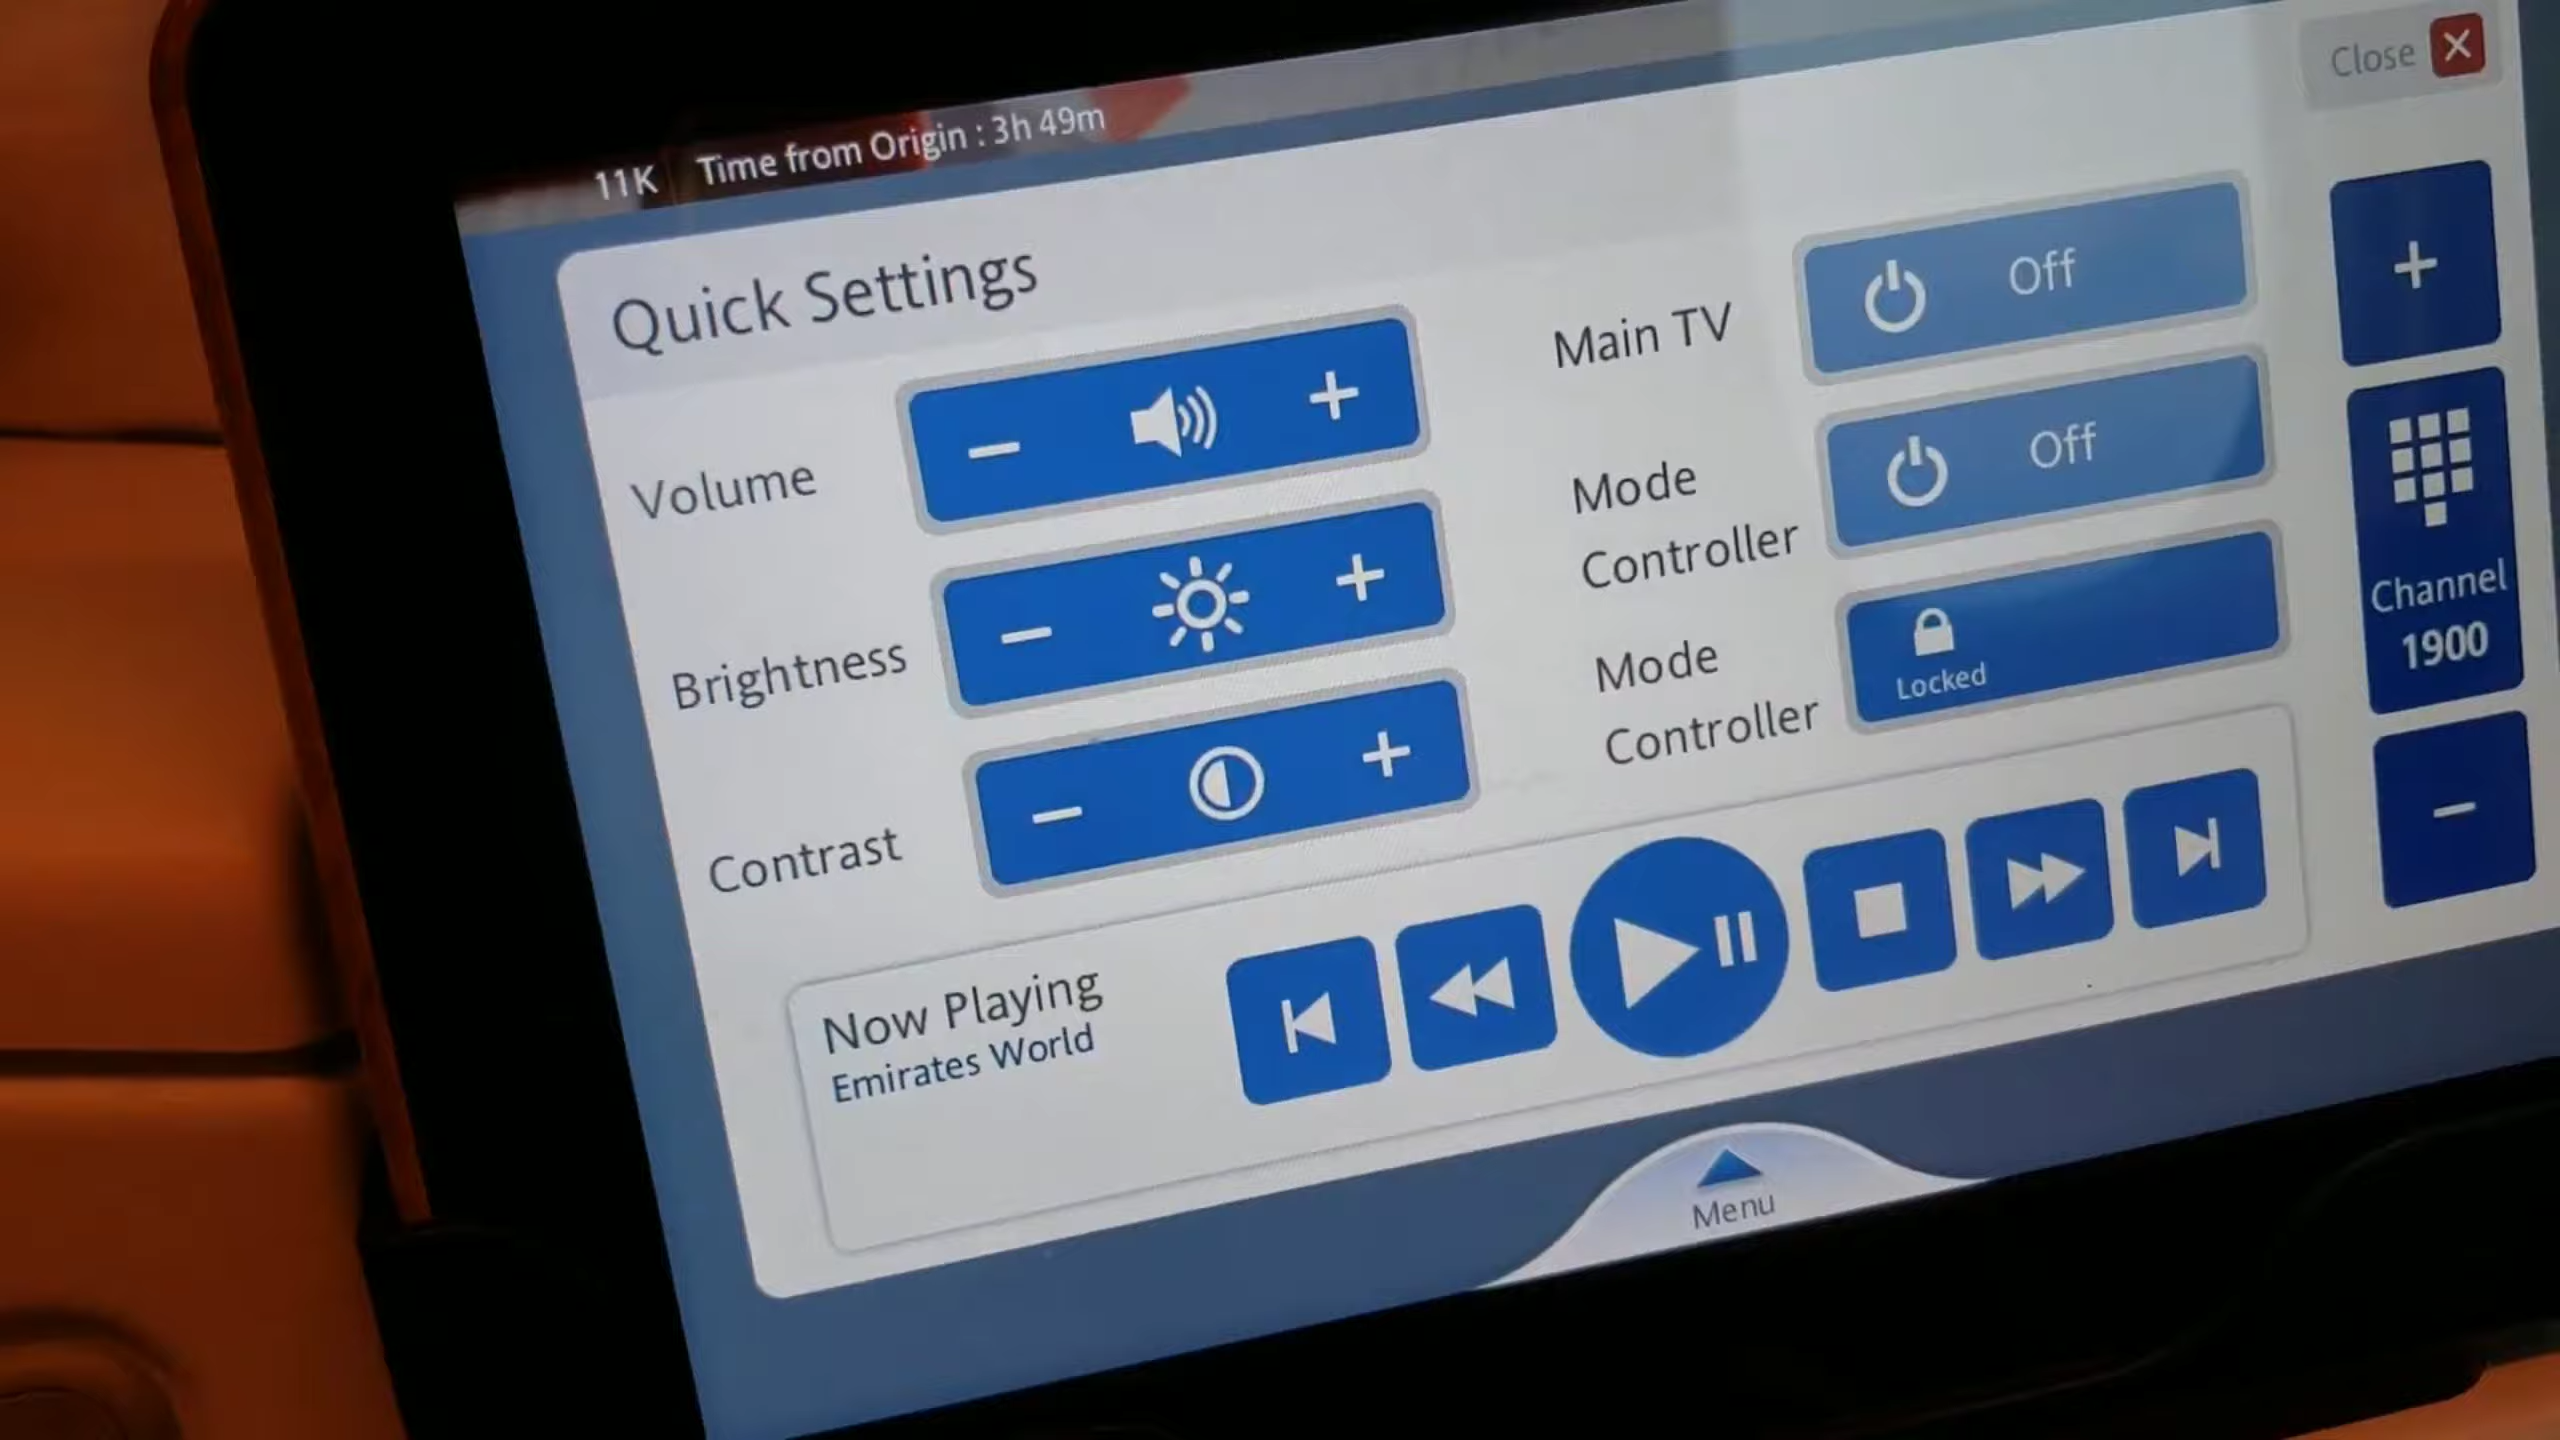 11K Time from Origin : 3h 49m
Close
Quick Settings
Volume
Main TV
Off
Brightness
Mode
Controller
Off
Contrast
Mode
Controller
Locked
Channel
1900
Now Playing
Emirates World
Menu